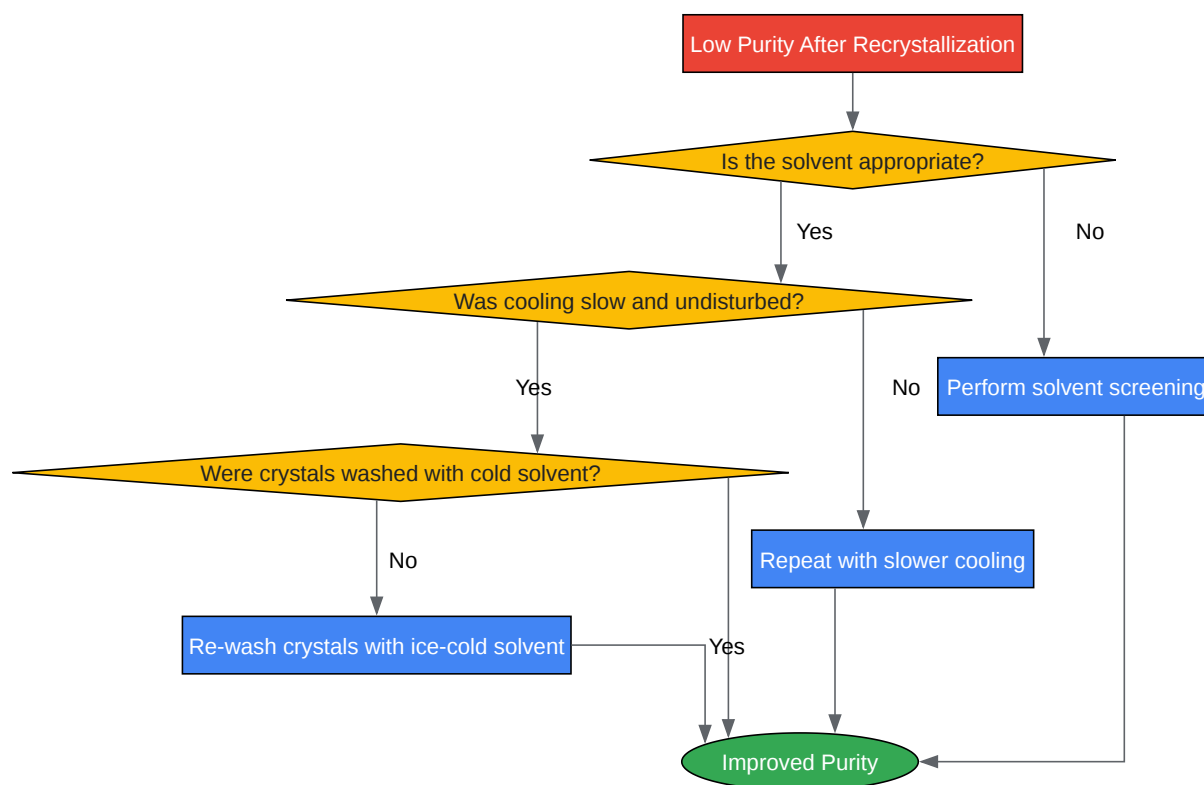 Low Purity After Recrystallization
Is the solvent appropriate?
Yes
No
Was cooling slow and undisturbed?
Yes
No
Perform solvent screening
Were crystals washed with cold solvent?
No
Repeat with slower cooling
Re-wash crystals with ice-cold solvent
Yes
Improved Purity